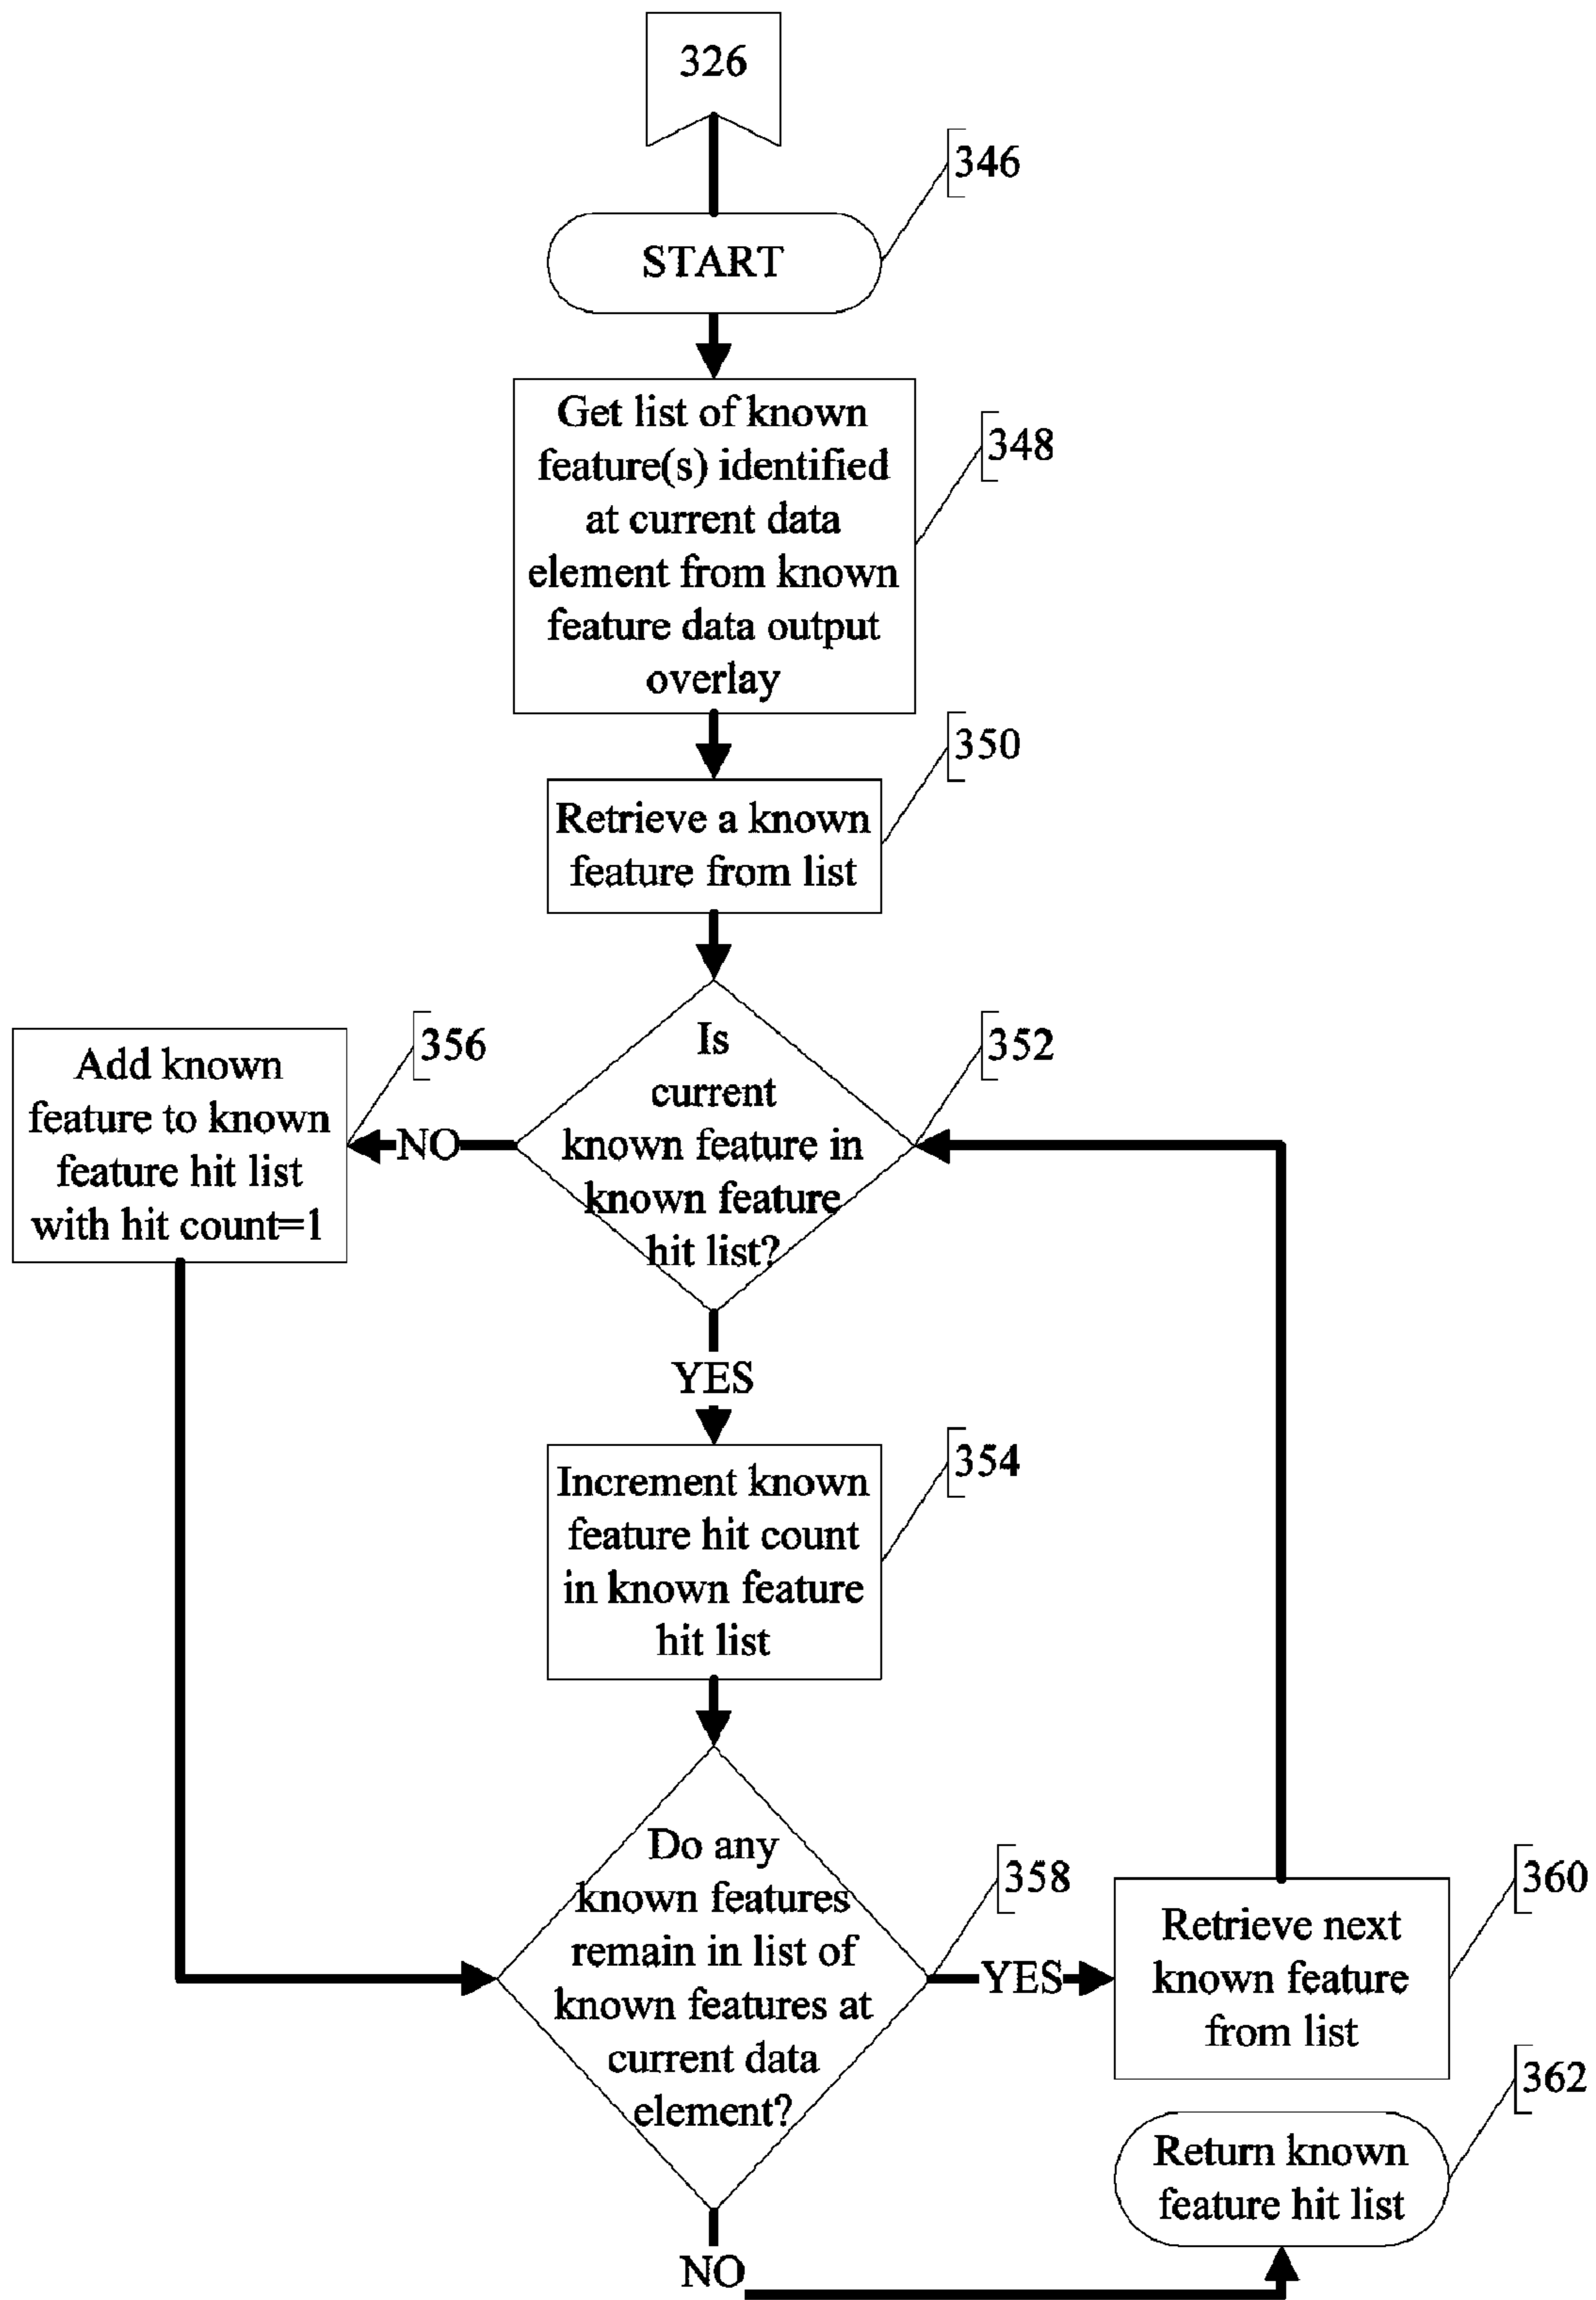 326
346
START
Get list of known
feature(s) identified
at current data
element from known
feature data output
overlay
348
350
Retrieve a known
feature from list
Is
current
known feature in
known feature
hit list?
352
356
Add known
feature to known
feature hit list
with hit count=1
NO
YES
354
Increment known
feature hit count
in known feature
hit list
Do any
known features
remain in list of
known features at
current data
element?
358
YES
360
Retrieve next
known feature
from list
362
Return known
feature hit list
NO